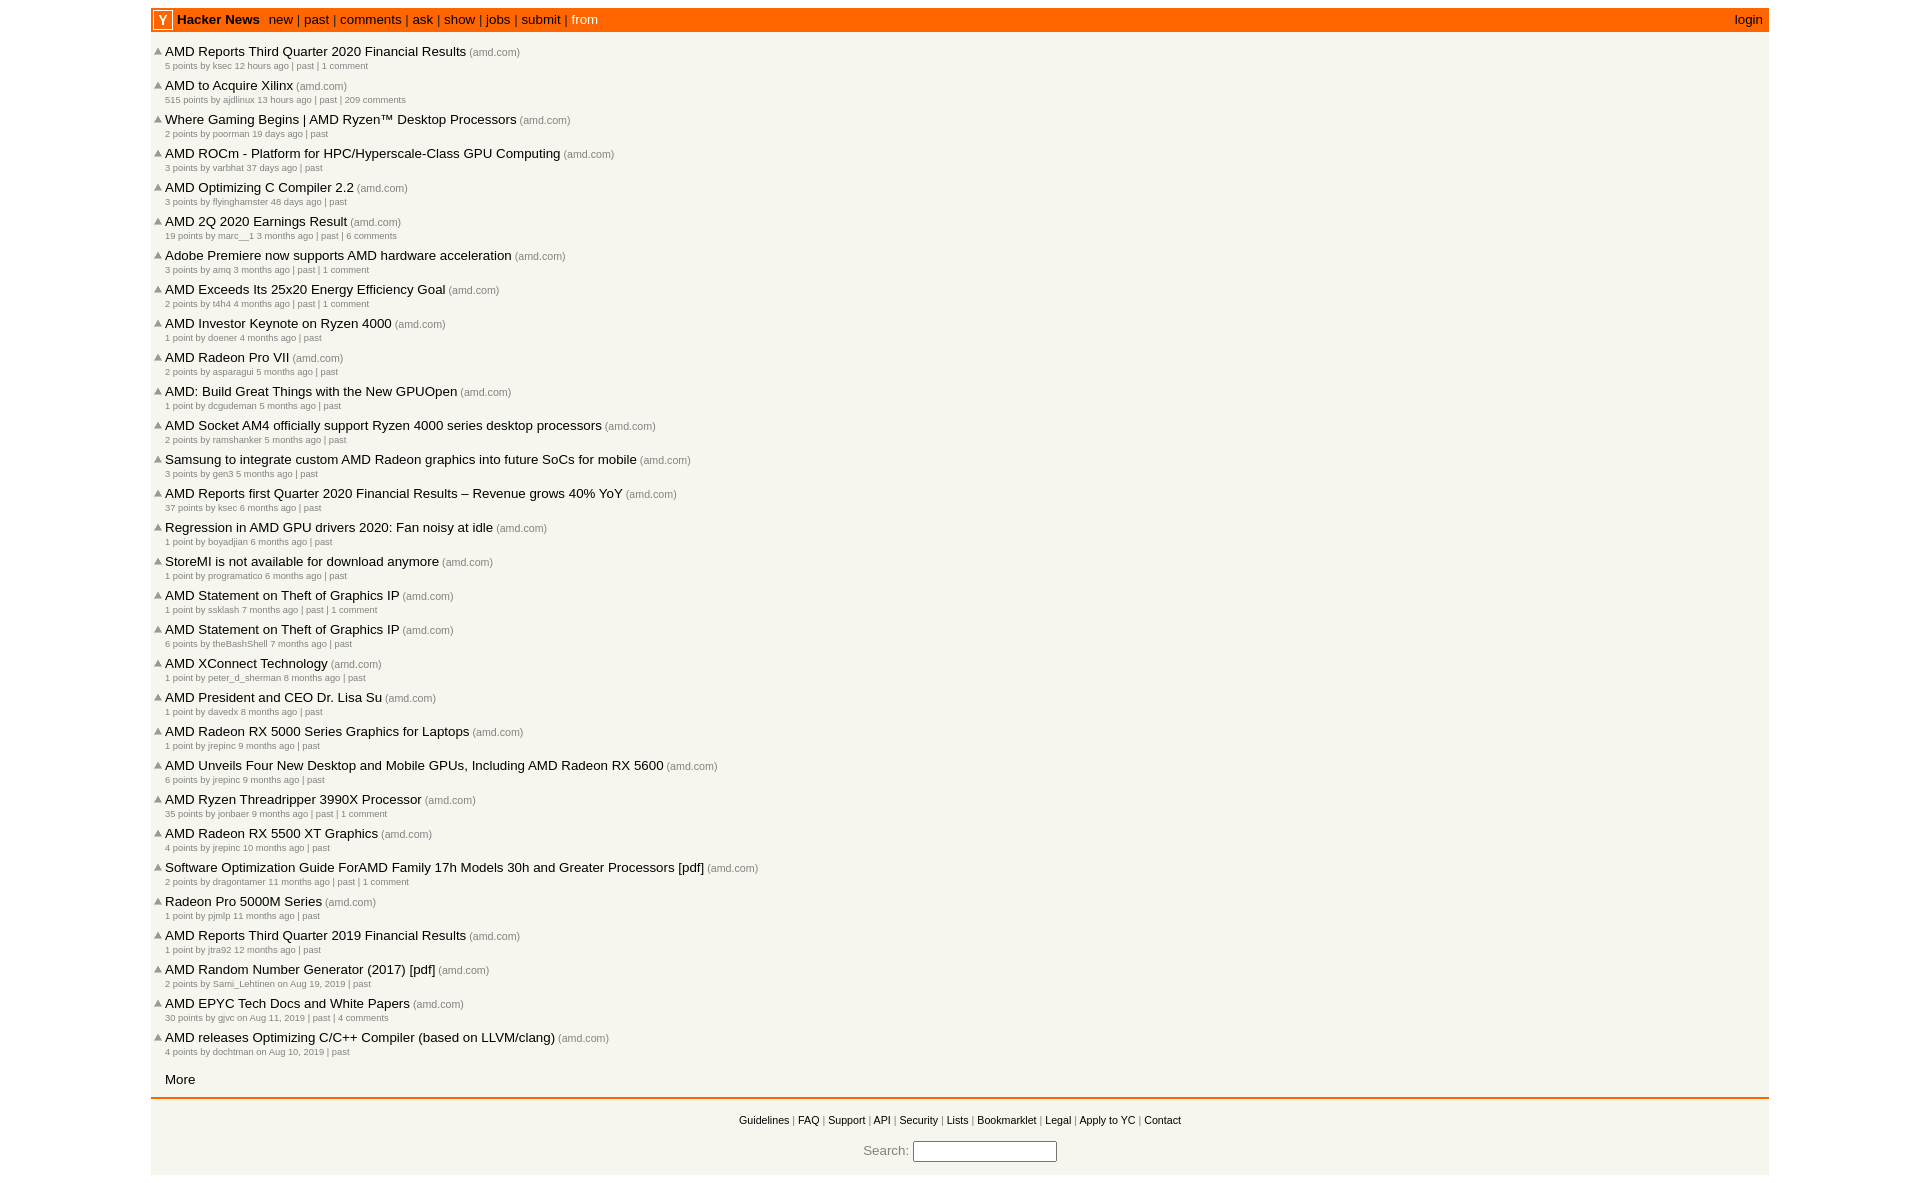 Y Hacker News new | past | comments | ask | show | jobs | submit | from login
AMD Reports Third Quarter 2020 Financial Results (amd.com)
5 points by ksec 12 hours ago | past | 1 comment
AMD to Acquire Xilinx (amd.com)
515 points by ajdlinux 13 hours ago | past | 209 comments
Where Gaming Begins | AMD Ryzen™ Desktop Processors (amd.com)
2 points by poorman 19 days ago | past
AMD ROCm - Platform for HPC/Hyperscale-Class GPU Computing (amd.com)
3 points by varbhat 37 days ago | past
AMD Optimizing C Compiler 2.2 (amd.com)
3 points by flyinghamster 48 days ago | past
AMD 2Q 2020 Earnings Result (amd.com)
19 points by marc__1 3 months ago | past | 6 comments
Adobe Premiere now supports AMD hardware acceleration (amd.com)
3 points by amq 3 months ago | past | 1 comment
AMD Exceeds Its 25x20 Energy Efficiency Goal (amd.com)
2 points by t4h4 4 months ago | past | 1 comment
AMD Investor Keynote on Ryzen 4000 (amd.com)
1 point by doener 4 months ago | past
AMD Radeon Pro VII (amd.com)
2 points by asparagui 5 months ago | past
AMD: Build Great Things with the New GPUOpen (amd.com)
1 point by dcgudeman 5 months ago | past
AMD Socket AM4 officially support Ryzen 4000 series desktop processors (amd.com)
2 points by ramshanker 5 months ago | past
Samsung to integrate custom AMD Radeon graphics into future SoCs for mobile (amd.com)
3 points by gen3 5 months ago | past
AMD Reports first Quarter 2020 Financial Results – Revenue grows 40% YoY (amd.com)
37 points by ksec 6 months ago | past
Regression in AMD GPU drivers 2020: Fan noisy at idle (amd.com)
1 point by boyadjian 6 months ago | past
StoreMI is not available for download anymore (amd.com)
1 point by programatico 6 months ago | past
AMD Statement on Theft of Graphics IP (amd.com)
1 point by ssklash 7 months ago | past | 1 comment
AMD Statement on Theft of Graphics IP (amd.com)
6 points by theBashShell 7 months ago | past
AMD XConnect Technology (amd.com)
1 point by peter_d_sherman 8 months ago | past
AMD President and CEO Dr. Lisa Su (amd.com)
1 point by davedx 8 months ago | past
AMD Radeon RX 5000 Series Graphics for Laptops (amd.com)
1 point by jrepinc 9 months ago | past
AMD Unveils Four New Desktop and Mobile GPUs, Including AMD Radeon RX 5600 (amd.com)
6 points by jrepinc 9 months ago | past
AMD Ryzen Threadripper 3990X Processor (amd.com)
35 points by jonbaer 9 months ago | past | 1 comment
AMD Radeon RX 5500 XT Graphics (amd.com)
4 points by jrepinc 10 months ago | past
Software Optimization Guide ForAMD Family 17h Models 30h and Greater Processors [pdf] (amd.com)
2 points by dragontamer 11 months ago | past | 1 comment
Radeon Pro 5000M Series (amd.com)
1 point by pjmlp 11 months ago | past
AMD Reports Third Quarter 2019 Financial Results (amd.com)
1 point by jtra92 12 months ago | past
AMD Random Number Generator (2017) [pdf] (amd.com)
2 points by Sami_Lehtinen on Aug 19, 2019 | past
AMD EPYC Tech Docs and White Papers (amd.com)
30 points by gjvc on Aug 11, 2019 | past | 4 comments
AMD releases Optimizing C/C++ Compiler (based on LLVM/clang) (amd.com)
4 points by dochtman on Aug 10, 2019 | past
More
Guidelines | FAQ | Support | API | Security | Lists | Bookmarklet | Legal | Apply to YC | Contact
Search: